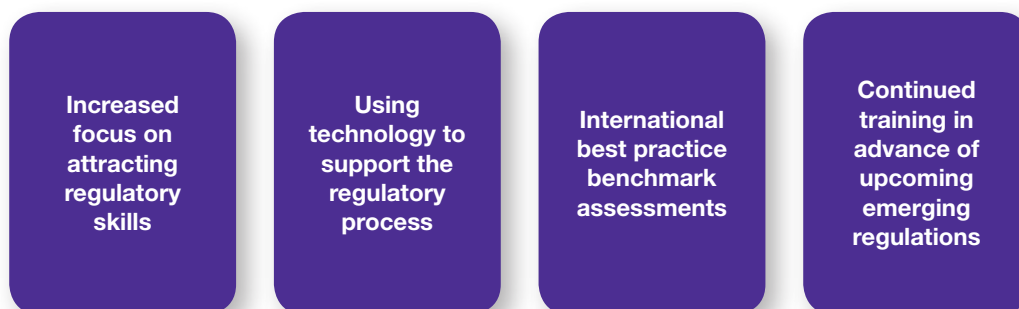 Increased
focus on
attracting
regulatory
skills
Using
technology to
support the
regulatory
process
International
best practice
benchmark
assessments
Continued
training in
advance of
upcoming
emerging
regulations